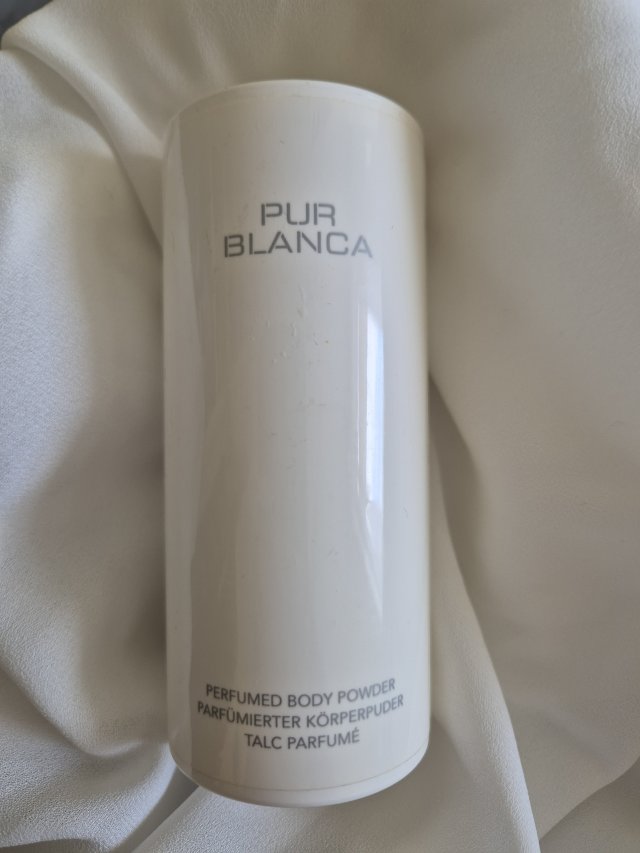 PUR
BLANCA
PERFUMED BODY POWDER
PARFÜMIERTER KÖRPERPUDER
TALC PARFUMÉ